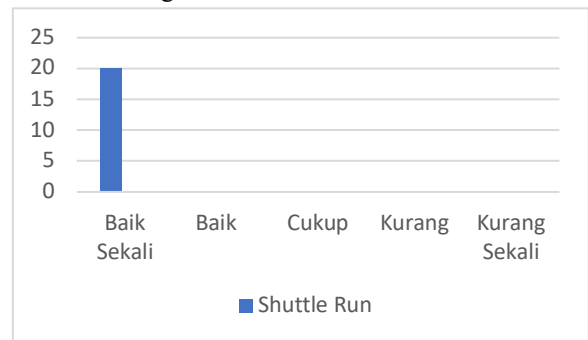 25
20
15
10
5
0
Baik Sekali
Baik
Cukup
Kurang
Kurang Sekali
Shuttle Run